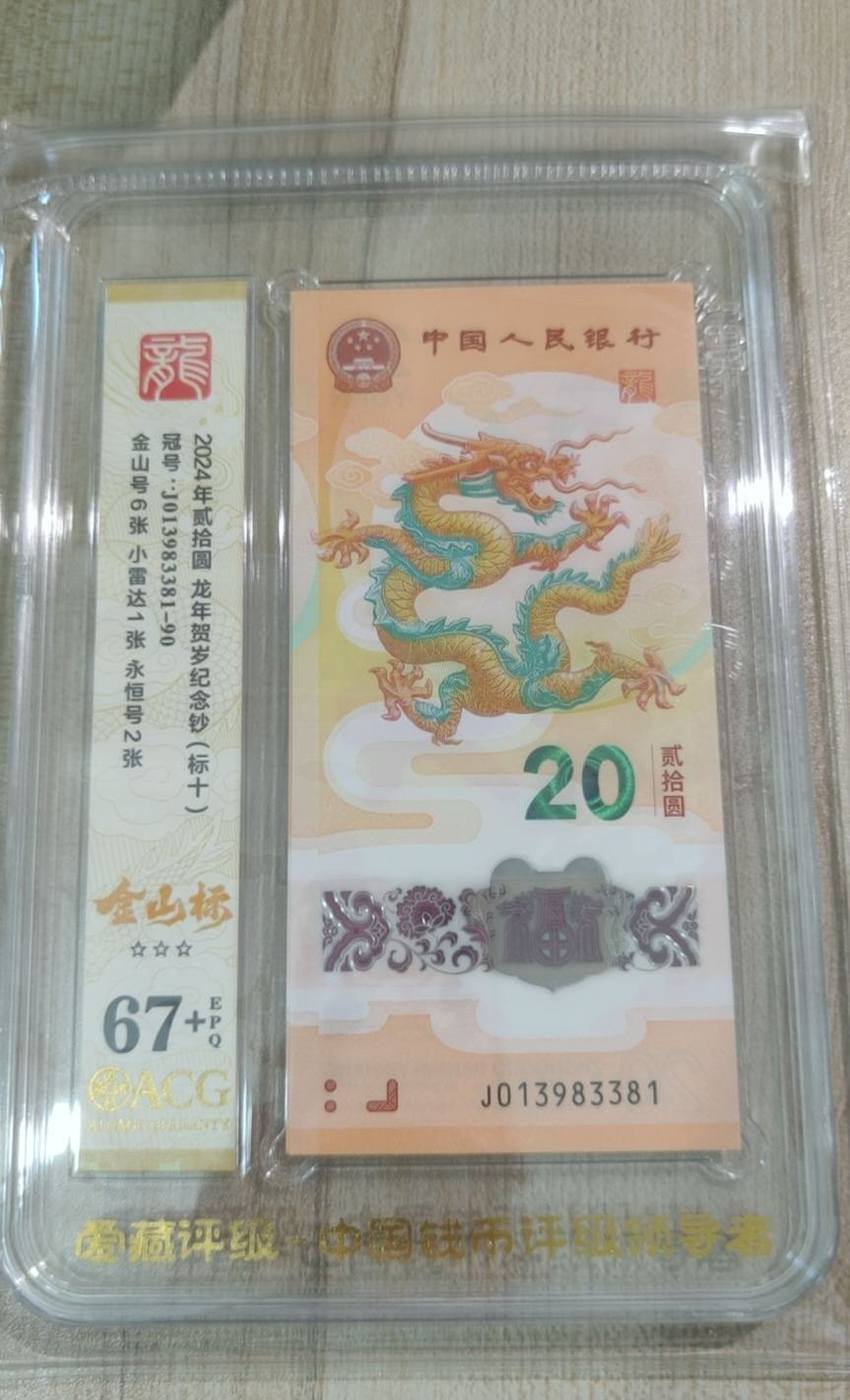 龍
2024年贰拾圆 龙年贺岁纪念钞(标十)
冠号:J013983381-90
金山号6张 小雷达1张 永恒号2张
金山标
67+
EPQ
ACG
中国人民银行
龍
20
贰拾圆
J013983381
爱藏评级·中国钱币评级领导者